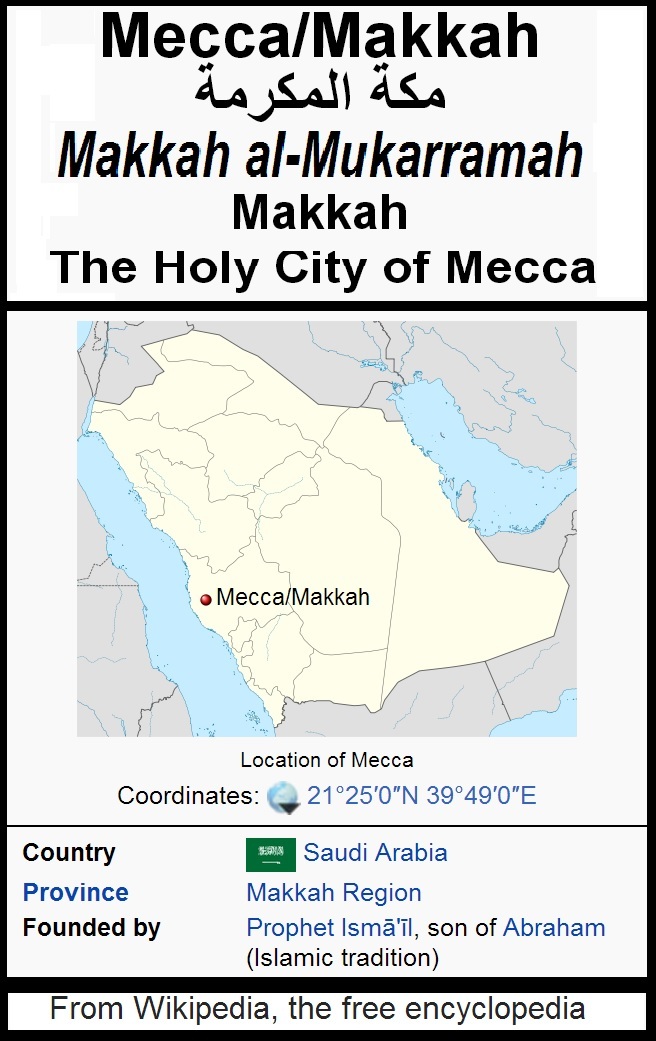 Mecca/Makkah
مكة المكرمة
Makkah al-Mukarramah
Makkah
The Holy City of Mecca
Mecca/Makkah
Location of Mecca
Coordinates: 21°25′0″N 39°49′0″E
Country Saudi Arabia
Province Makkah Region
Founded by Prophet Ismā'īl, son of Abraham
(Islamic tradition)
From Wikipedia, the free encyclopedia